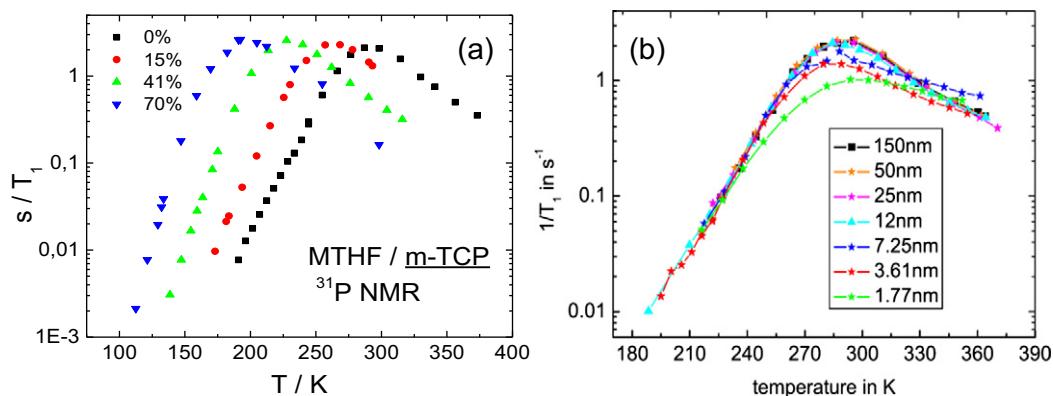 (a)
0%
15%
41%
70%
s / T₁
1
0.1
0,01
1E-3
MTHF / m-TCP
³¹P NMR
100 150 200 250 300 350 400
T / K
(b)
1/T₁ in s⁻¹
1
0.1
0.01
150nm
50nm
25nm
12nm
7.25nm
3.61nm
1.77nm
180 210 240 270 300 330 360 390
temperature in K